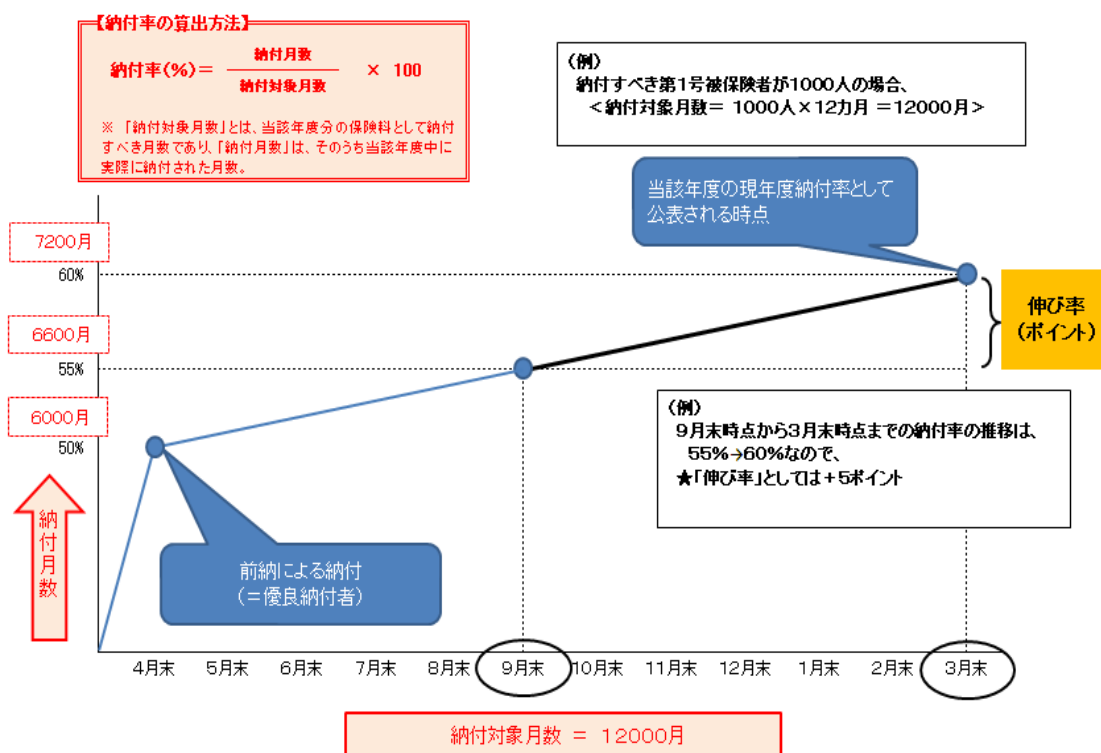 【納付率の算出方法】
納付率(%)= 納付月数 / 納付対象月数 × 100
※「納付対象月数」とは、当該年度分の保険料として納付
すべき月数であり、「納付月数」は、そのうち当該年度中に
実際に納付された月数。
(例)
納付すべき第1号被保険者が1000人の場合、
<納付対象月数= 1000人×12カ月 =12000月>
当該年度の現年度納付率として
公表される時点
7200月
60%
6600月
55%
6000月
50%
伸び率
(ポイント)
(例)
9月末時点から3月末時点までの納付率の推移は、
55%→60%なので、
★「伸び率」としては+5ポイント
納付月数
前納による納付
(=優良納付者)
4月末 5月末 6月末 7月末 8月末 9月末 10月末 11月末 12月末 1月末 2月末 3月末
納付対象月数 = 12000月